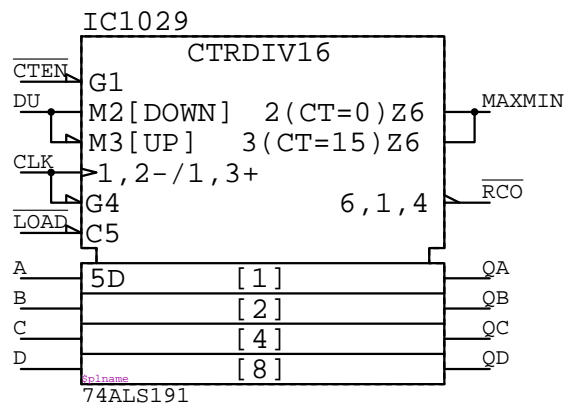 IC1029
CTRDIV16
CTEN G1
DU M2[DOWN] 2(CT=0)Z6 MAXMIN
M3[UP] 3(CT=15)Z6
CLK 1,2-/1,3+
G4 6,1,4 RCO
LOAD C5
A 5D [1] QA
B [2] QB
C [4] QC
D [8] QD
$plname
74ALS191